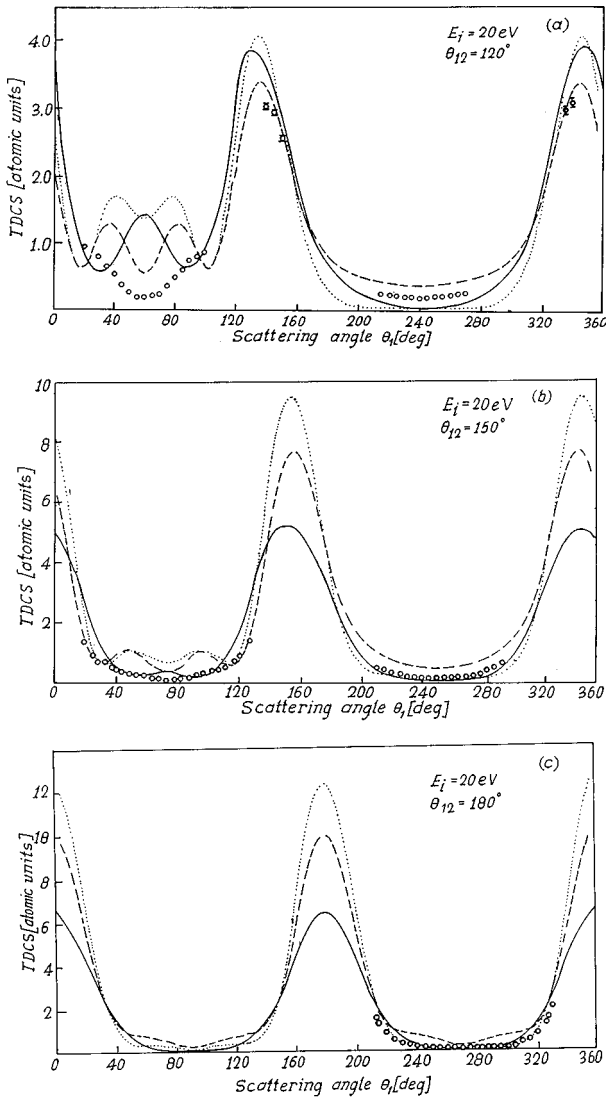 (a)
E_i = 20 eV
θ_12 = 120°
TDCS [atomic units]
4.0
3.0
2.0
1.0
0 40 80 120 160 200 240 280 320 360
Scattering angle θ_1 [deg]
(b)
E_i = 20 eV
θ_12 = 150°
TDCS [atomic units]
10
8
6
4
2
0 40 80 120 160 200 240 280 320 360
Scattering angle θ_1 [deg]
(c)
E_i = 20 eV
θ_12 = 180°
TDCS [atomic units]
12
18
6
4
2
0 40 80 120 160 200 240 280 320 360
Scattering angle θ_1 [deg]